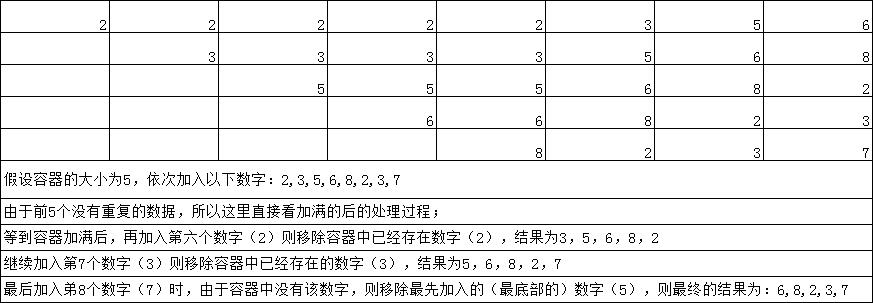 2 2 2 2 2 3 5 6
3 3 3 3 5 6 8
5 5 5 6 8 2
6 6 8 2 3
8 2 3 7
假设容器的大小为5，依次加入以下数字：2,3,5,6,8,2,3,7
由于前5个没有重复的数据，所以这里直接看加满的后的处理过程；
等到容器加满后，再加入第六个数字（2）则移除容器中已经存在数字（2），结果为3，5，6，8，2
继续加入第7个数字（3）则移除容器中已经存在的数字（3），结果为5，6，8，2，7
最后加入弟8个数字（7）时，由于容器中没有该数字，则移除最先加入的（最底部的）数字（5），则最终的结果为：6,8,2,3,7